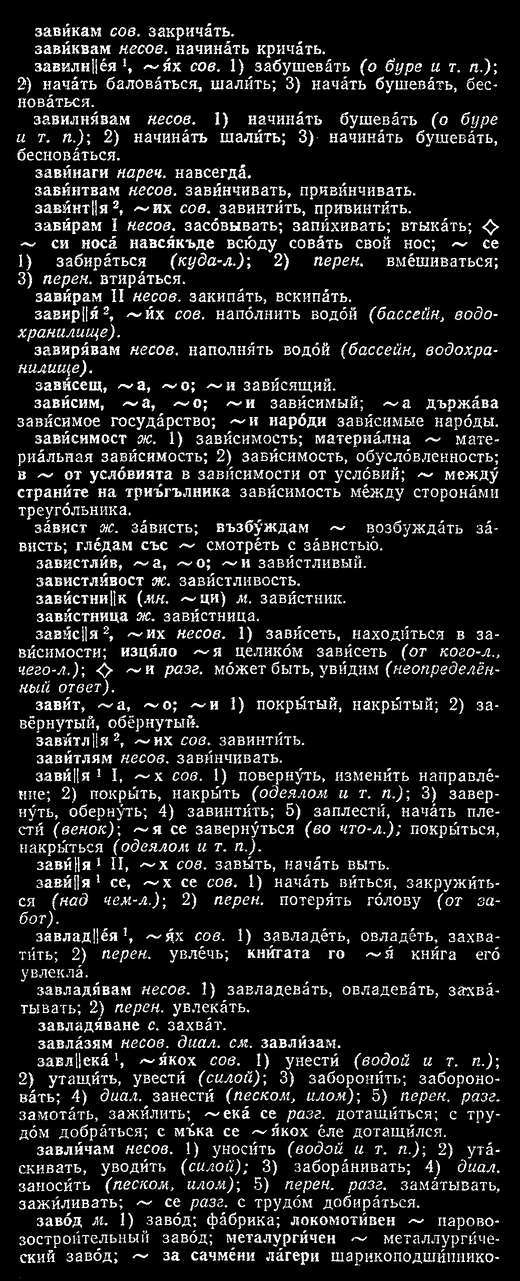 зави́кам сов. закрича́ть.
зави́квам несов. начина́ть крича́ть.
завилн||е́я ¹, ~я́х сов. 1) забушева́ть (о буре и т. п.);
2) нача́ть балова́ться, шали́ть; 3) нача́ть бушева́ть, бес-
нова́ться.
завилня́вам несов. 1) начина́ть бушева́ть (о буре
и т. п.); 2) начина́ть шали́ть; 3) начина́ть бушева́ть,
беснова́ться.
зави́наги нареч. навсегда́.
зави́нтвам несов. зави́нчивать, приви́нчивать.
зави́нт||я ², ~их сов. завинти́ть, привинти́ть.
зави́рам I несов. засо́вывать; запи́хивать; втыка́ть; ◇
~ си носа́ нався́къде всю́ду сова́ть свой нос; ~ се
1) забира́ться (куда-л.); 2) перен. вме́шиваться;
3) перен. втира́ться.
зави́рам II несов. закипа́ть, вскипа́ть.
завир||я́ ², ~и́х сов. напо́лнить водо́й (бассейн, водо-
хранилище).
завиря́вам несов. наполня́ть водо́й (бассейн, водохра-
нилище).
зави́сещ, ~а, ~о; ~и зави́сящий.
зави́сим, ~а, ~о; ~и зави́симый; ~а държа́ва
зави́симое госуда́рство; ~и наро́ди зави́симые наро́ды.
зави́симост ж. 1) зави́симость; материа́лна ~ мате-
риа́льная зави́симость; 2) зави́симость, обусло́вленность;
в ~ от усло́вията в зави́симости от усло́вий; ~ между́
страни́те на триъ́гълника зави́симость ме́жду сторона́ми
треуго́льника.
за́вист ж. за́висть; възбу́ждам ~ возбужда́ть за́-
висть; гле́дам със ~ смотре́ть с за́вистью.
завистли́в, ~а, ~о; ~и зави́стливый.
завистли́вост ж. зави́стливость.
зави́стни||к (мн. ~ци) м. зави́стник.
зави́стница ж. зави́стница.
зави́с||я ², ~их несов. 1) зави́сеть, находи́ться в за-
ви́симости; изця́ло ~я целико́м зави́сеть (от кого-л.,
чего-л.); ◇ ~и разг. мо́жет быть, уви́дим (неопределён-
ный ответ).
зави́т, ~а, ~о; ~и 1) покры́тый, накры́тый; 2) за-
вёрнутый, обёрнутый.
зави́тл||я ², ~их сов. завинти́ть.
зави́тлям несов. зави́нчивать.
зави́||я ¹ I, ~х сов. 1) поверну́ть, измени́ть направле́-
ние; 2) покры́ть, накры́ть (одеялом и т. п.); 3) завер-
ну́ть, оберну́ть; 4) завинти́ть; 5) заплести́, нача́ть пле-
сти́ (венок); ~я се заверну́ться (во что-л.); покры́ться,
накры́ться (одеялом и т. п.).
зави́||я ¹ II, ~х сов. завы́ть, нача́ть выть.
зави́||я ¹ се, ~х се сов. 1) нача́ть ви́ться, закружи́ть-
ся (над чем-л.); 2) перен. потеря́ть го́лову (от за-
бот).
завлад||е́я ¹, ~я́х сов. 1) завладе́ть, овладе́ть, захва-
ти́ть; 2) перен. увле́чь; кни́гата го ~я́ кни́га его́
увлекла́.
завладя́вам несов. 1) завладева́ть, овладева́ть, захва́-
тывать; 2) перен. увлека́ть.
завладя́ване с. захва́т.
завла́зям несов. диал. см. завли́зам.
завл||ека́ ¹, ~я́кох сов. 1) унести́ (водой и т. п.);
2) утащи́ть, увести́ (силой); 3) заборони́ть; заборono-
ва́ть; 4) диал. занести́ (песком, илом); 5) перен. разг.
замота́ть, зажи́лить; ~ека́ се разг. дотащи́ться; с тру-
до́м добра́ться; с мъ́ка се ~я́кох е́ле дотащи́лся.
завли́чам несов. 1) уноси́ть (водой и т. п.); 2) ута́-
скивать, уводи́ть (силой); 3) забора́нивать; 4) диал.
заноси́ть (песком, илом); 5) перен. разг. зама́тывать,
зажи́ливать; ~ се разг. с трудо́м добира́ться.
заво́д м. 1) заво́д; фа́брика; локомоти́вен ~ парово-
зострои́тельный заво́д; металурги́чен ~ металлурги́че-
ский заво́д; ~ за са́чмени ла́гери шарикоподши́пнико-